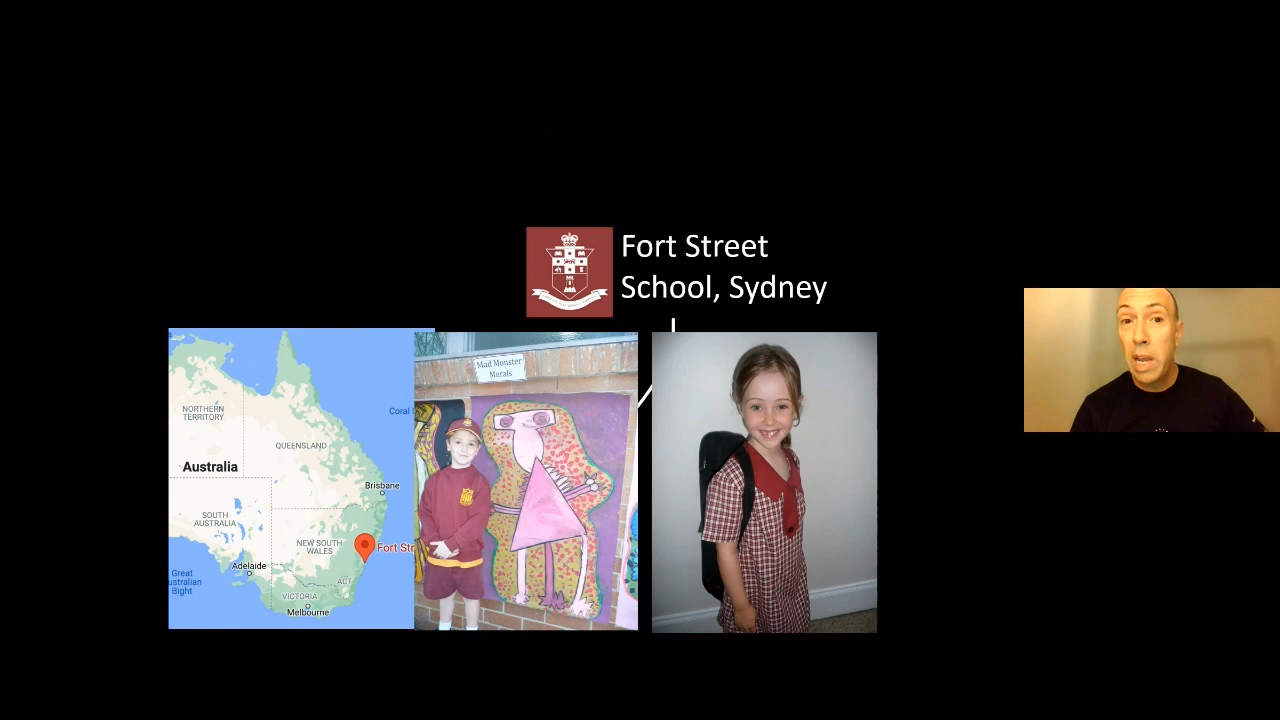 Fort Street
School, Sydney
NORTHERN
TERRITORY
Coral
QUEENSLAND
Australia
Brisbane
SOUTH
AUSTRALIA
NEW SOUTH
WALES
Fort Str
Adelaide
Great
ustralian
Bight
ACT
VICTORIA
Melbourne
Mad Monster
Murals